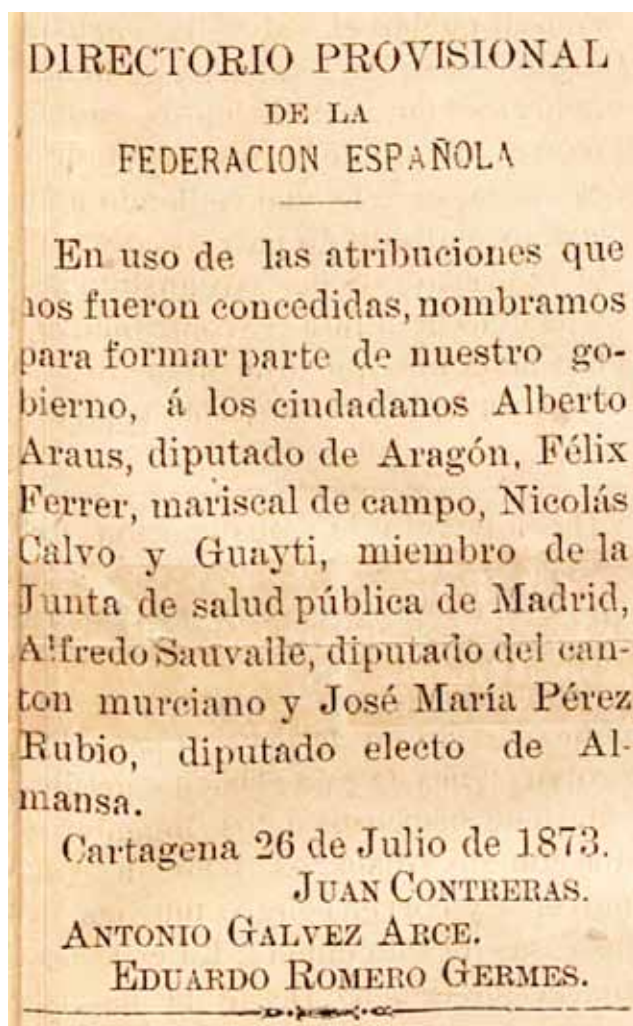 DIRECTORIO PROVISIONAL
DE LA
FEDERACION ESPAÑOLA
En uso de las atribuciones que
nos fueron concedidas, nombramos
para formar parte de nuestro go-
bierno, á los cindadanos Alberto
Araus, diputado de Aragón, Félix
Ferrer, mariscal de campo, Nicolás
Calvo y Guayti, miembro de la
Junta de salud pública de Madrid,
Alfredo Sauvalle, diputado del can-
ton murciano y José María Pérez
Rubio, diputado electo de Al-
mansa.
Cartagena 26 de Julio de 1873.
JUAN CONTRERAS.
ANTONIO GALVEZ ARCE.
EDUARDO ROMERO GERMES.